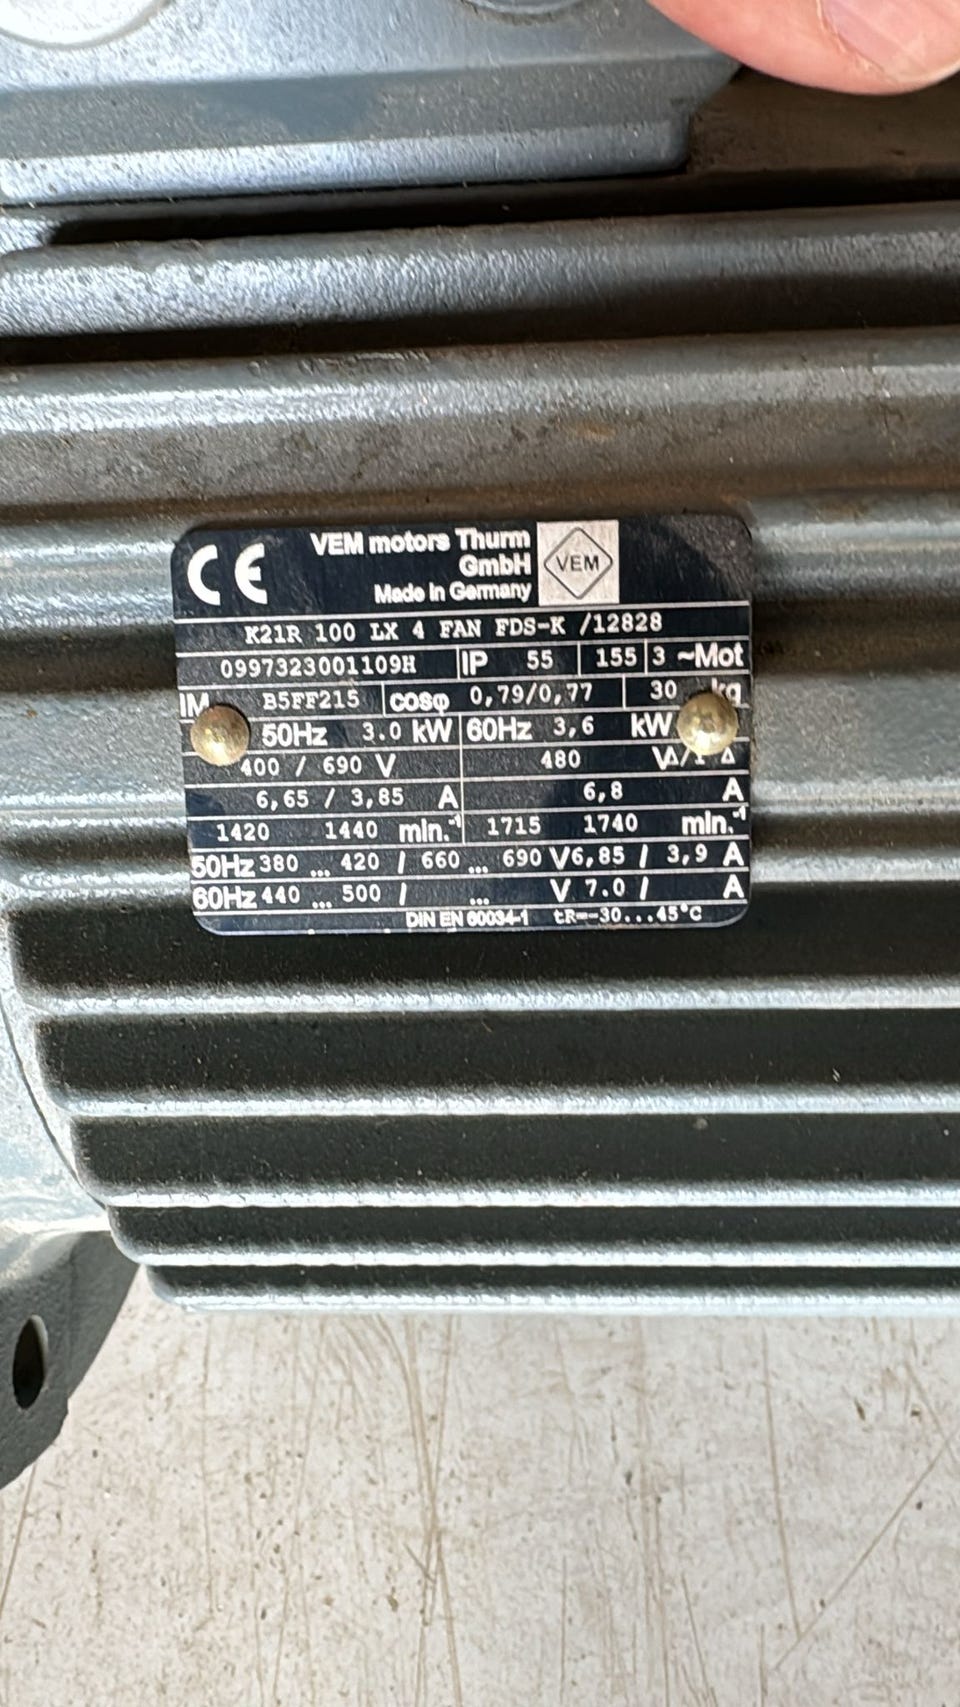 CE VEM motors Thurm
GmbH
Made in Germany
VEM
K21R 100 LX 4 FAN FDS-K /12828
0997323001109H IP 55 155 3 ~Mot
IM B5FF215 cosφ 0,79/0,77 30 kg
50Hz 3.0 kW 60Hz 3,6 kW
400 / 690 V 480 V Δ
6,65 / 3,85 A 6,8 A
1420 1440 min.-1 1715 1740 min.-1
50Hz 380 ... 420 / 660 ... 690 V 6,85 / 3,9 A
60Hz 440 ... 500 / ... V 7.0 / A
DIN EN 60034-1 tR=-30...45°C